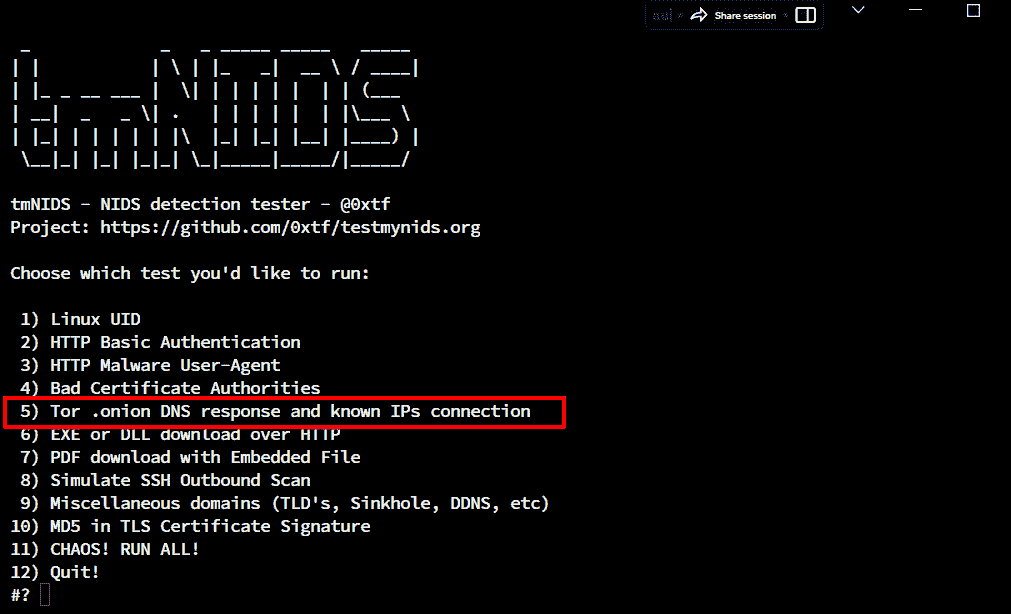 Share session
tmNIDS
tmNIDS - NIDS detection tester - @0xtf
Project: https://github.com/0xtf/testmynids.org
Choose which test you'd like to run:
1) Linux UID
2) HTTP Basic Authentication
3) HTTP Malware User-Agent
4) Bad Certificate Authorities
5) Tor .onion DNS response and known IPs connection
6) EXE or DLL download over HTTP
7) PDF download with Embedded File
8) Simulate SSH Outbound Scan
9) Miscellaneous domains (TLD's, Sinkhole, DDNS, etc)
10) MD5 in TLS Certificate Signature
11) CHAOS! RUN ALL!
12) Quit!
#?